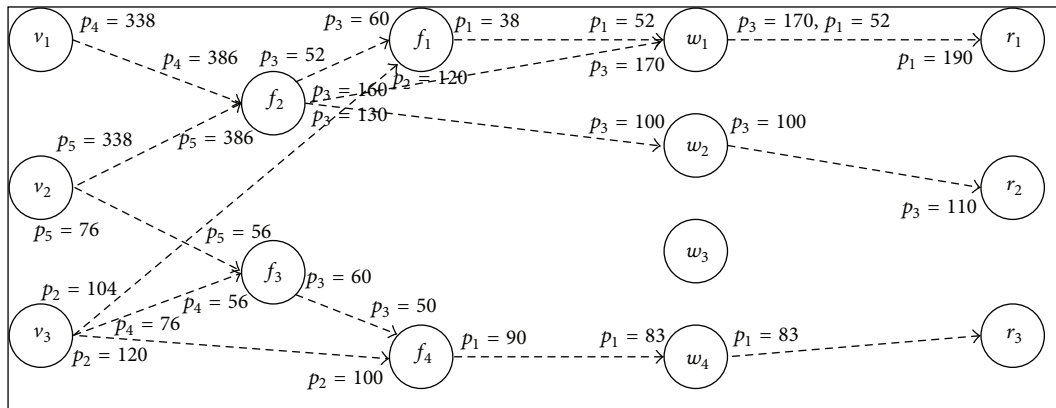 p₄ = 338
p₃ = 60
p₁ = 38
p₁ = 52
p₃ = 170, p₁ = 52
v₁
f₁
w₁
r₁
p₃ = 52
p₄ = 386
p₃ = 170
p₁ = 190
p₂ = 120
f₂
p₃ = 160
p₃ = 130
p₅ = 338
p₅ = 386
p₃ = 100
p₃ = 100
w₂
v₂
r₂
p₃ = 110
p₅ = 76
p₅ = 56
w₃
f₃
p₃ = 60
p₂ = 104
p₄ = 56
p₃ = 50
p₄ = 76
v₃
r₃
p₁ = 90
p₁ = 83
p₁ = 83
p₂ = 120
f₄
w₄
p₂ = 100